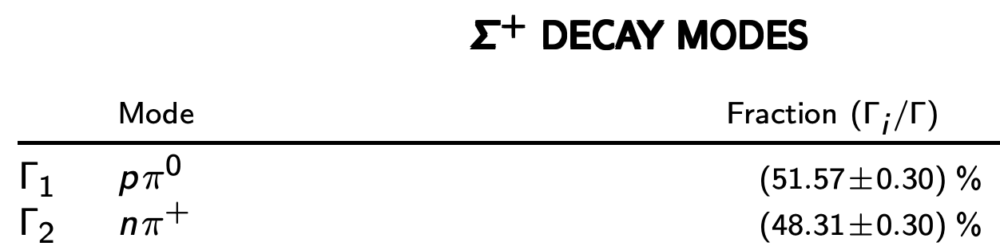 Σ⁺ DECAY MODES
Mode Fraction (Γᵢ/Γ)
Γ₁ pπ⁰ (51.57±0.30) %
Γ₂ nπ⁺ (48.31±0.30) %